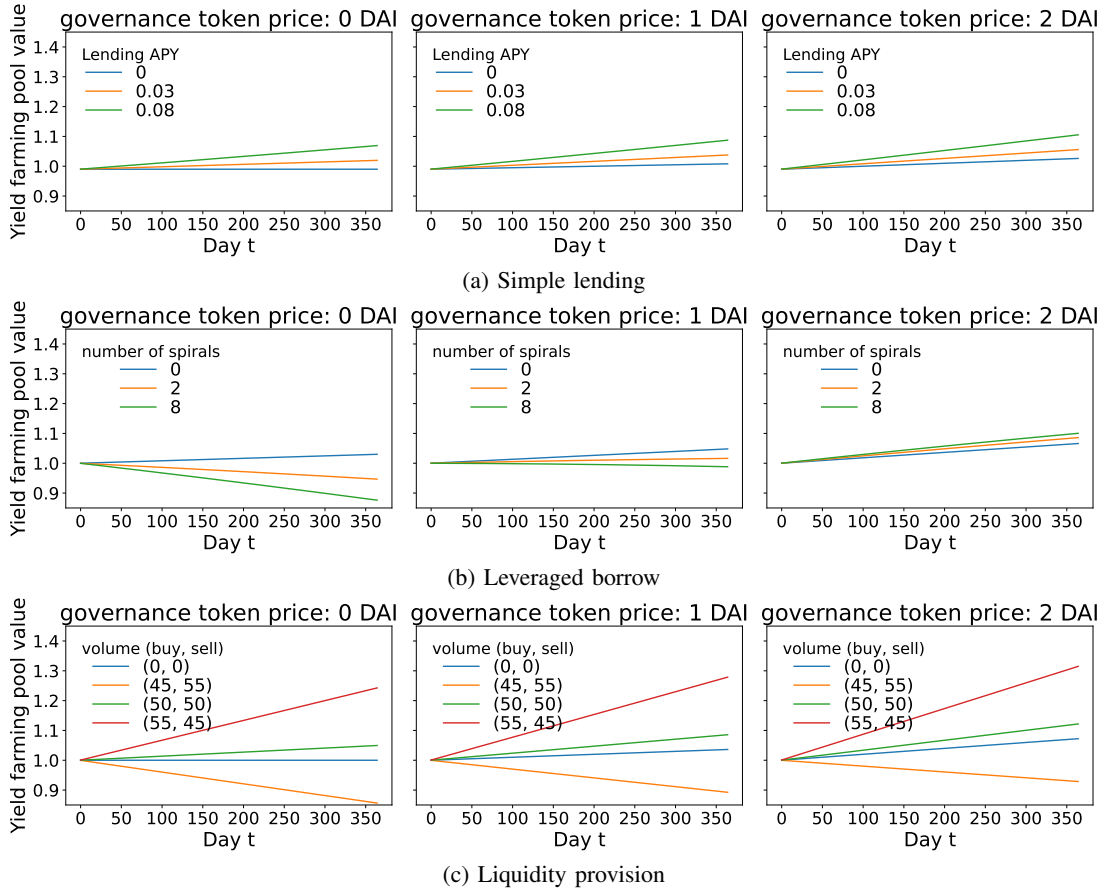 governance token price: 0 DAI governance token price: 1 DAI governance token price: 2 DAI
Yield farming pool value
1.4
1.3
1.2
1.1
1.0
0.9
Lending APY
0
0.03
0.08
Lending APY
0
0.03
0.08
Lending APY
0
0.03
0.08
0 50 100 150 200 250 300 350
0 50 100 150 200 250 300 350
0 50 100 150 200 250 300 350
Day t
Day t
Day t
(a) Simple lending
governance token price: 0 DAI governance token price: 1 DAI governance token price: 2 DAI
Yield farming pool value
1.4
1.3
1.2
1.1
1.0
0.9
number of spirals
0
2
8
number of spirals
0
2
8
number of spirals
0
2
8
0 50 100 150 200 250 300 350
0 50 100 150 200 250 300 350
0 50 100 150 200 250 300 350
Day t
Day t
Day t
(b) Leveraged borrow
governance token price: 0 DAI governance token price: 1 DAI governance token price: 2 DAI
Yield farming pool value
1.4
1.3
1.2
1.1
1.0
0.9
volume (buy, sell)
(0, 0)
(45, 55)
(50, 50)
(55, 45)
volume (buy, sell)
(0, 0)
(45, 55)
(50, 50)
(55, 45)
volume (buy, sell)
(0, 0)
(45, 55)
(50, 50)
(55, 45)
0 50 100 150 200 250 300 350
0 50 100 150 200 250 300 350
0 50 100 150 200 250 300 350
Day t
Day t
Day t
(c) Liquidity provision